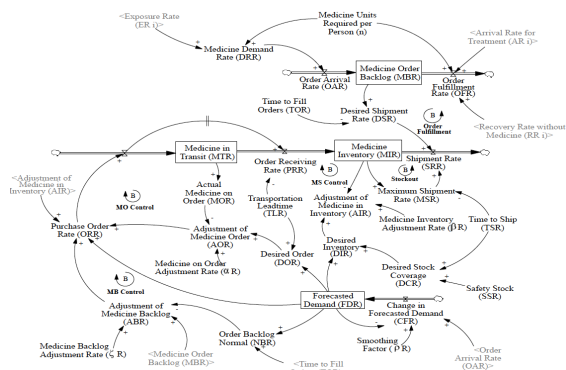 <Exposure Rate
(ER i)>
Medicine Units
Required per
Person (n)
Medicine Demand
Rate (DRR)
<Arrival Rate for
Treatment (AR i)>
Order Arrival
Rate (OAR)
Medicine Order
Backlog (MBR)
Order
Fulfillment
Rate (OFR)
Time to Fill
Orders (TOR)
Desired Shipment
Rate (DSR)
B
Order
Fulfillment
<Recovery Rate without
Medicine (RR i)>
Medicine in
Transit (MTR)
Order Receiving
Rate (PRR)
Medicine
Inventory (MIR)
Shipment Rate
(SRR)
<Adjustment of
Medicine in
Inventory (AIR)>
B
MO Control
Actual
Medicine on
Order (MOR)
Transportation
Leadtime
(TLR)
B
MS Control
B
Stockout
Adjustment of
Medicine in
Inventory (AIR)
Maximum Shipment
Rate (MSR)
Purchase Order
Rate (ORR)
Adjustment of
Medicine Order
(AOR)
Medicine Inventory
Adjustment Rate (βR)
Time to Ship
(TSR)
Medicine on Order
Adjustment Rate (αR)
Desired Order
(DOR)
Desired
Inventory
(DIR)
Desired Stock
Coverage
(DCR)
Safety Stock
(SSR)
B
MB Control
Forecasted
Demand (FDR)
Change in
Forecasted Demand
(CFR)
Adjustment of
Medicine Backlog
(ABR)
Order Backlog
Normal (NBR)
Smoothing
Factor (ρR)
Medicine Backlog
Adjustment Rate (ζR)
<Medicine Order
Backlog (MBR)>
<Time to Fill
<Order
Arrival Rate
(OAR)>